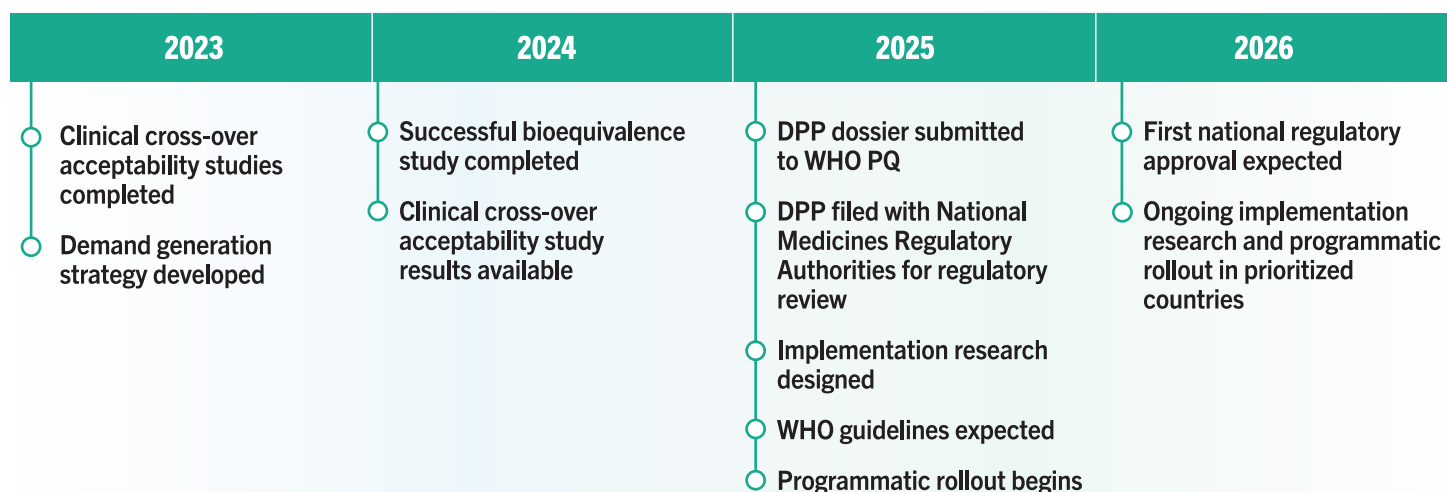 2023
2024
2025
2026
Clinical cross-over
acceptability studies
completed
Demand generation
strategy developed
Successful bioequivalence
study completed
Clinical cross-over
acceptability study
results available
DPP dossier submitted
to WHO PQ
DPP filed with National
Medicines Regulatory
Authorities for regulatory
review
Implementation research
designed
WHO guidelines expected
Programmatic rollout begins
First national regulatory
approval expected
Ongoing implementation
research and programmatic
rollout in prioritized
countries